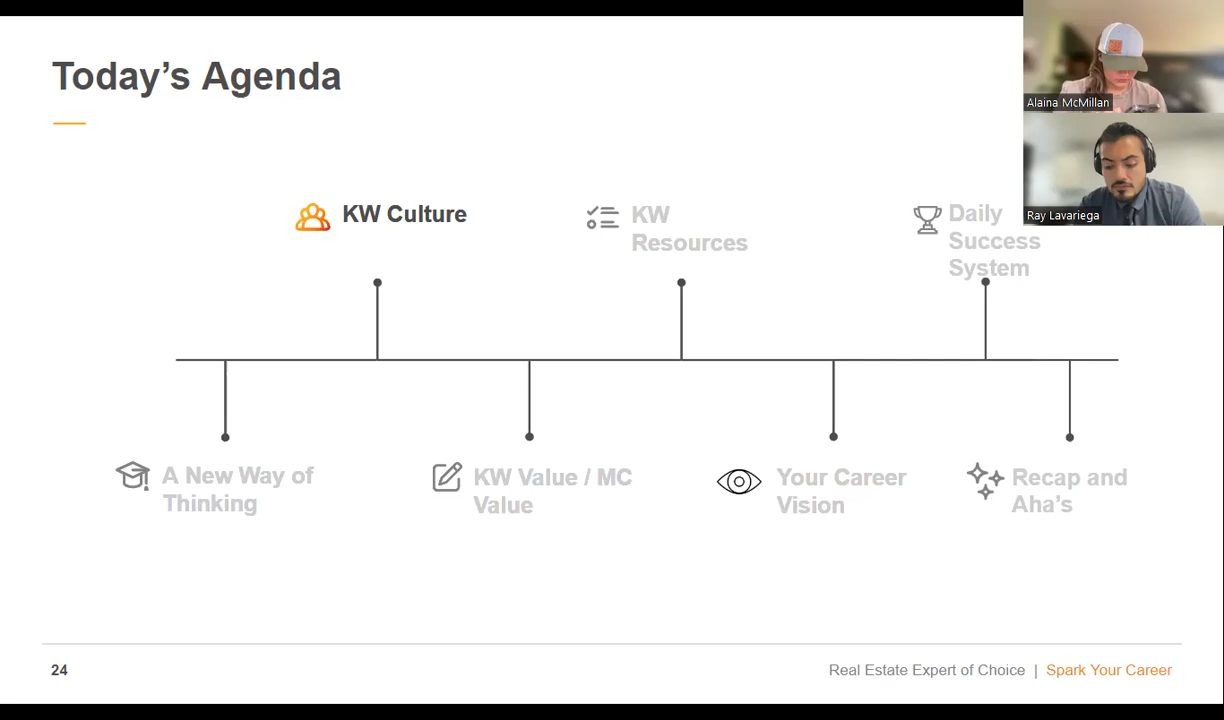 Today’s Agenda
Alaina McMillan
Ray Lavariega
KW Culture
KW
Resources
Daily
Success
System
A New Way of
Thinking
KW Value / MC
Value
Your Career
Vision
Recap and
Aha’s
24
Real Estate Expert of Choice | Spark Your Career